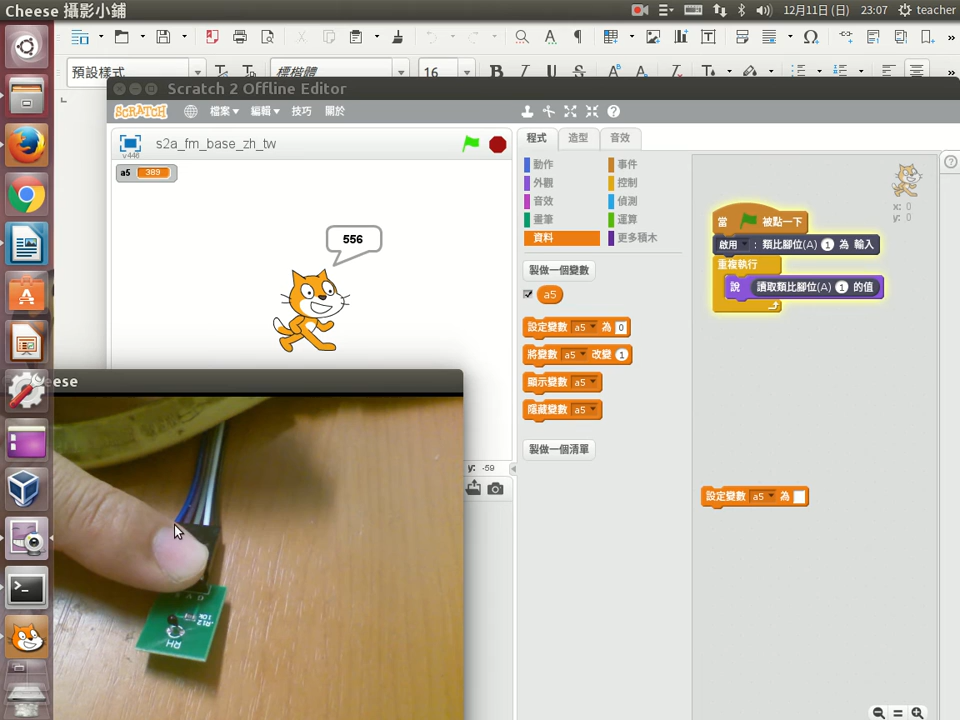 Cheese 攝影小鋪
12月11日 (日) 23:07 teacher
預設樣式 標楷體 16
Scratch 2 Offline Editor
SCRATCH 檔案 編輯 技巧 關於
s2a_fm_base_zh_tw
v446
a5 389
556
程式 造型 音效
動作 事件
外觀 控制
音效 偵測
畫筆 運算
資料 更多積木
製做一個變數
a5
設定變數 a5 為 0
將變數 a5 改變 1
顯示變數 a5
隱藏變數 a5
製做一個清單
x: 0
y: 0
當 被點一下
啟用 : 類比腳位(A) 1 為 輸入
重複執行
說 讀取類比腳位(A) 1 的值
設定變數 a5 為
y: -59
eese
R12
10K
RH